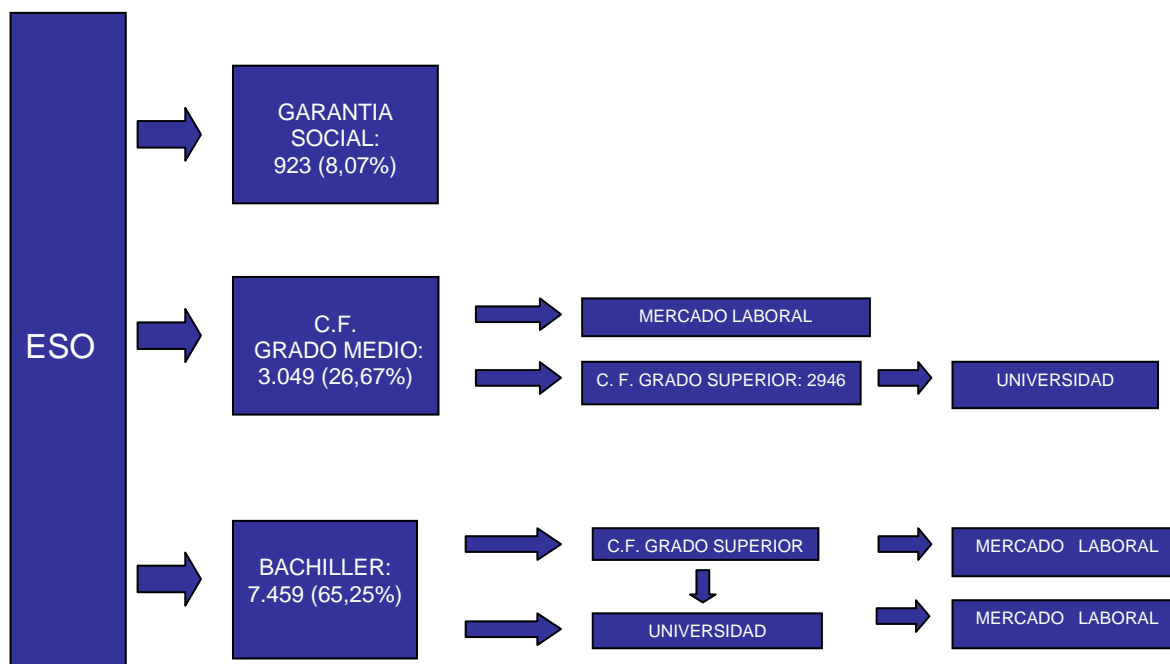 ESO
GARANTIA
SOCIAL:
923 (8,07%)
C.F.
GRADO MEDIO:
3.049 (26,67%)
MERCADO LABORAL
C. F. GRADO SUPERIOR: 2946
UNIVERSIDAD
BACHILLER:
7.459 (65,25%)
C.F. GRADO SUPERIOR
MERCADO LABORAL
UNIVERSIDAD
MERCADO LABORAL